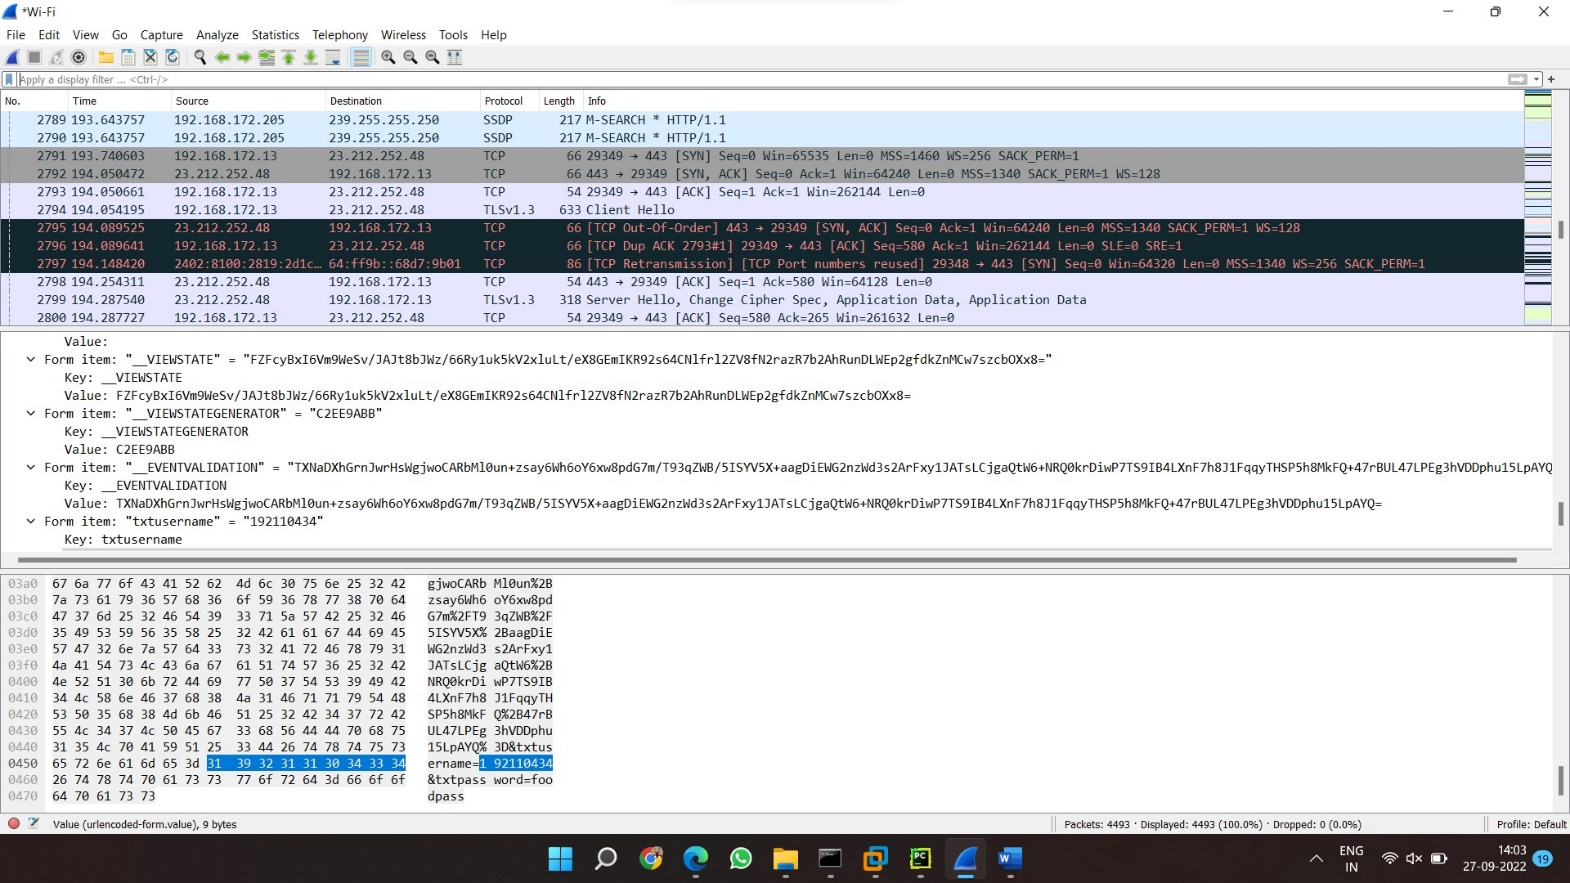 *Wi-Fi
File Edit View Go Capture Analyze Statistics Telephony Wireless Tools Help
Apply a display filter ... <Ctrl-/>
No. Time Source Destination Protocol Length Info
2789 193.643757 192.168.172.205 239.255.255.250 SSDP 217 M-SEARCH * HTTP/1.1
2790 193.643757 192.168.172.205 239.255.255.250 SSDP 217 M-SEARCH * HTTP/1.1
2791 193.740603 192.168.172.13 23.212.252.48 TCP 66 29349 → 443 [SYN] Seq=0 Win=65535 Len=0 MSS=1460 WS=256 SACK_PERM=1
2792 194.050472 23.212.252.48 192.168.172.13 TCP 66 443 → 29349 [SYN, ACK] Seq=0 Ack=1 Win=64240 Len=0 MSS=1340 SACK_PERM=1 WS=128
2793 194.050661 192.168.172.13 23.212.252.48 TCP 54 29349 → 443 [ACK] Seq=1 Ack=1 Win=262144 Len=0
2794 194.054195 192.168.172.13 23.212.252.48 TLSv1.3 633 Client Hello
2795 194.089525 23.212.252.48 192.168.172.13 TCP 66 [TCP Out-Of-Order] 443 → 29349 [SYN, ACK] Seq=0 Ack=1 Win=64240 Len=0 MSS=1340 SACK_PERM=1 WS=128
2796 194.089641 192.168.172.13 23.212.252.48 TCP 66 [TCP Dup ACK 2793#1] 29349 → 443 [ACK] Seq=580 Ack=1 Win=262144 Len=0 SLE=0 SRE=1
2797 194.148420 2402:8100:2819:2d1c… 64:ff9b::68d7:9b01 TCP 86 [TCP Retransmission] [TCP Port numbers reused] 29348 → 443 [SYN] Seq=0 Win=64320 Len=0 MSS=1340 WS=256 SACK_PERM=1
2798 194.254311 23.212.252.48 192.168.172.13 TCP 54 443 → 29349 [ACK] Seq=1 Ack=580 Win=64128 Len=0
2799 194.287540 23.212.252.48 192.168.172.13 TLSv1.3 318 Server Hello, Change Cipher Spec, Application Data, Application Data
2800 194.287727 192.168.172.13 23.212.252.48 TCP 54 29349 → 443 [ACK] Seq=580 Ack=265 Win=261632 Len=0
Value:
Form item: "__VIEWSTATE" = "FZFcyBxI6Vm9WeSv/JAJt8bJWz/66Ry1uk5kV2xluLt/eX8GEmIKR92s64CNlfrl2ZV8fN2razR7b2AhRunDLWEp2gfdkZnMCw7szcbOXx8="
Key: __VIEWSTATE
Value: FZFcyBxI6Vm9WeSv/JAJt8bJWz/66Ry1uk5kV2xluLt/eX8GEmIKR92s64CNlfrl2ZV8fN2razR7b2AhRunDLWEp2gfdkZnMCw7szcbOXx8=
Form item: "__VIEWSTATEGENERATOR" = "C2EE9ABB"
Key: __VIEWSTATEGENERATOR
Value: C2EE9ABB
Form item: "__EVENTVALIDATION" = "TXNaDXhGrnJwrHsWgjwoCARbMl0un+zsay6Wh6oY6xw8pdG7m/T93qZWB/5ISYV5X+aagDiEWG2nzWd3s2ArFxy1JATsLCjgaQtW6+NRQ0krDiwP7TS9IB4LXnF7h8J1FqqyTHSP5h8MkFQ+47rBUL47LPEg3hVDDphu15LpAYQ
Key: __EVENTVALIDATION
Value: TXNaDXhGrnJwrHsWgjwoCARbMl0un+zsay6Wh6oY6xw8pdG7m/T93qZWB/5ISYV5X+aagDiEWG2nzWd3s2ArFxy1JATsLCjgaQtW6+NRQ0krDiwP7TS9IB4LXnF7h8J1FqqyTHSP5h8MkFQ+47rBUL47LPEg3hVDDphu15LpAYQ=
Form item: "txtusername" = "192110434"
Key: txtusername
03a0 67 6a 77 6f 43 41 52 62 4d 6c 30 75 6e 25 32 42 gjwoCARb Ml0un%2B
03b0 7a 73 61 79 36 57 68 36 6f 59 36 78 77 38 70 64 zsay6Wh6 oY6xw8pd
03c0 47 37 6d 25 32 46 54 39 33 71 5a 57 42 25 32 46 G7m%2FT9 3qZWB%2F
03d0 35 49 53 59 56 35 58 25 32 42 61 61 67 44 69 45 5ISYV5X% 2BaagDiE
03e0 57 47 32 6e 7a 57 64 33 73 32 41 72 46 78 79 31 WG2nzWd3 s2ArFxy1
03f0 4a 41 54 73 4c 43 6a 67 61 51 74 57 36 25 32 42 JATsLCjg aQtW6%2B
0400 4e 52 51 30 6b 72 44 69 77 50 37 54 53 39 49 42 NRQ0krDi wP7TS9IB
0410 34 4c 58 6e 46 37 68 38 4a 31 46 71 71 79 54 48 4LXnF7h8 J1FqqyTH
0420 53 50 35 68 38 4d 6b 46 51 25 32 42 34 37 72 42 SP5h8MkF Q%2B47rB
0430 55 4c 34 37 4c 50 45 67 33 68 56 44 44 70 68 75 UL47LPEg 3hVDDphu
0440 31 35 4c 70 41 59 51 25 33 44 26 74 78 74 75 73 15LpAYQ% 3D&txtus
0450 65 72 6e 61 6d 65 3d 31 39 32 31 31 30 34 33 34 ername=1 92110434
0460 26 74 78 74 70 61 73 73 77 6f 72 64 3d 66 6f 6f &txtpass word=foo
0470 64 70 61 73 73 dpass
Value (urlencoded-form.value), 9 bytes Packets: 4493 · Displayed: 4493 (100.0%) · Dropped: 0 (0.0%) Profile: Default
PC
W
ENG
IN
14:03
27-09-2022
19